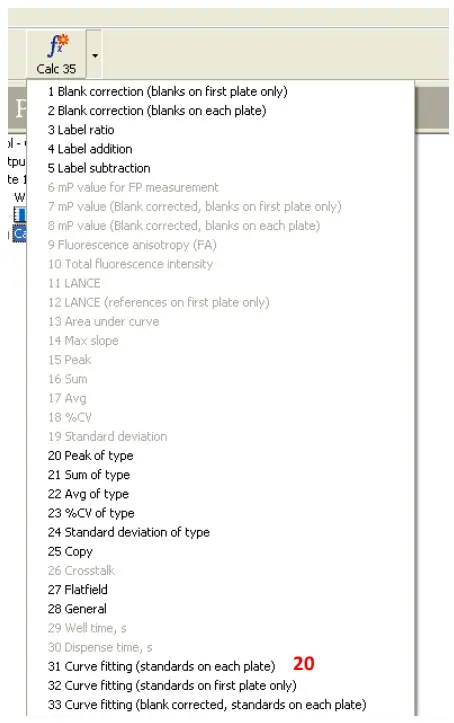 fx
Calc 35
1 Blank correction (blanks on first plate only)
2 Blank correction (blanks on each plate)
3 Label ratio
4 Label addition
5 Label subtraction
6 mP value for FP measurement
7 mP value (Blank corrected, blanks on first plate only)
8 mP value (Blank corrected, blanks on each plate)
9 Fluorescence anisotropy (FA)
10 Total fluorescence intensity
11 LANCE
12 LANCE (references on first plate only)
13 Area under curve
14 Max slope
15 Peak
16 Sum
17 Avg
18 %CV
19 Standard deviation
20 Peak of type
21 Sum of type
22 Avg of type
23 %CV of type
24 Standard deviation of type
25 Copy
26 Crosstalk
27 Flatfield
28 General
29 Well time, s
30 Dispense time, s
31 Curve fitting (standards on each plate) 20
32 Curve fitting (standards on first plate only)
33 Curve fitting (blank corrected, standards on each plate)